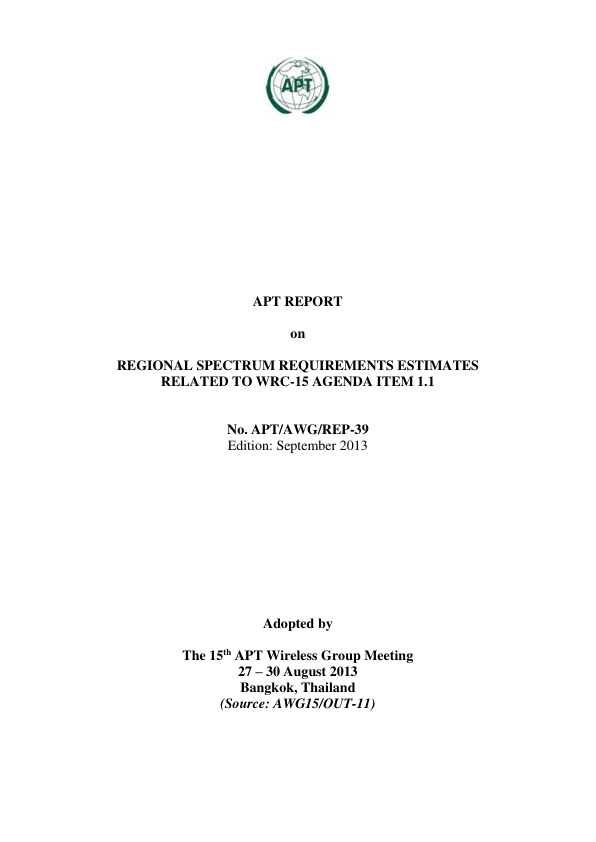 APT
APT REPORT
on
REGIONAL SPECTRUM REQUIREMENTS ESTIMATES
RELATED TO WRC-15 AGENDA ITEM 1.1
No. APT/AWG/REP-39
Edition: September 2013
Adopted by
The 15th APT Wireless Group Meeting
27 – 30 August 2013
Bangkok, Thailand
(Source: AWG15/OUT-11)